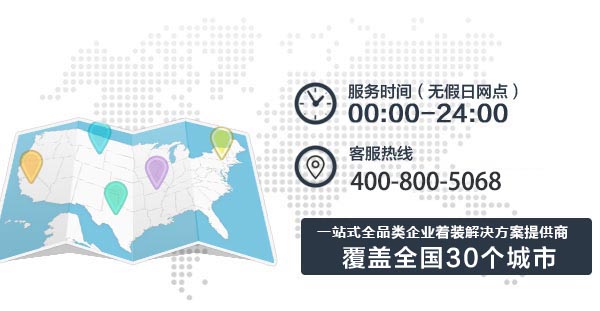 服务时间（无假日网点）
00:00-24:00
客服热线
400-800-5068
一站式全品类企业着装解决方案提供商
覆盖全国30个城市